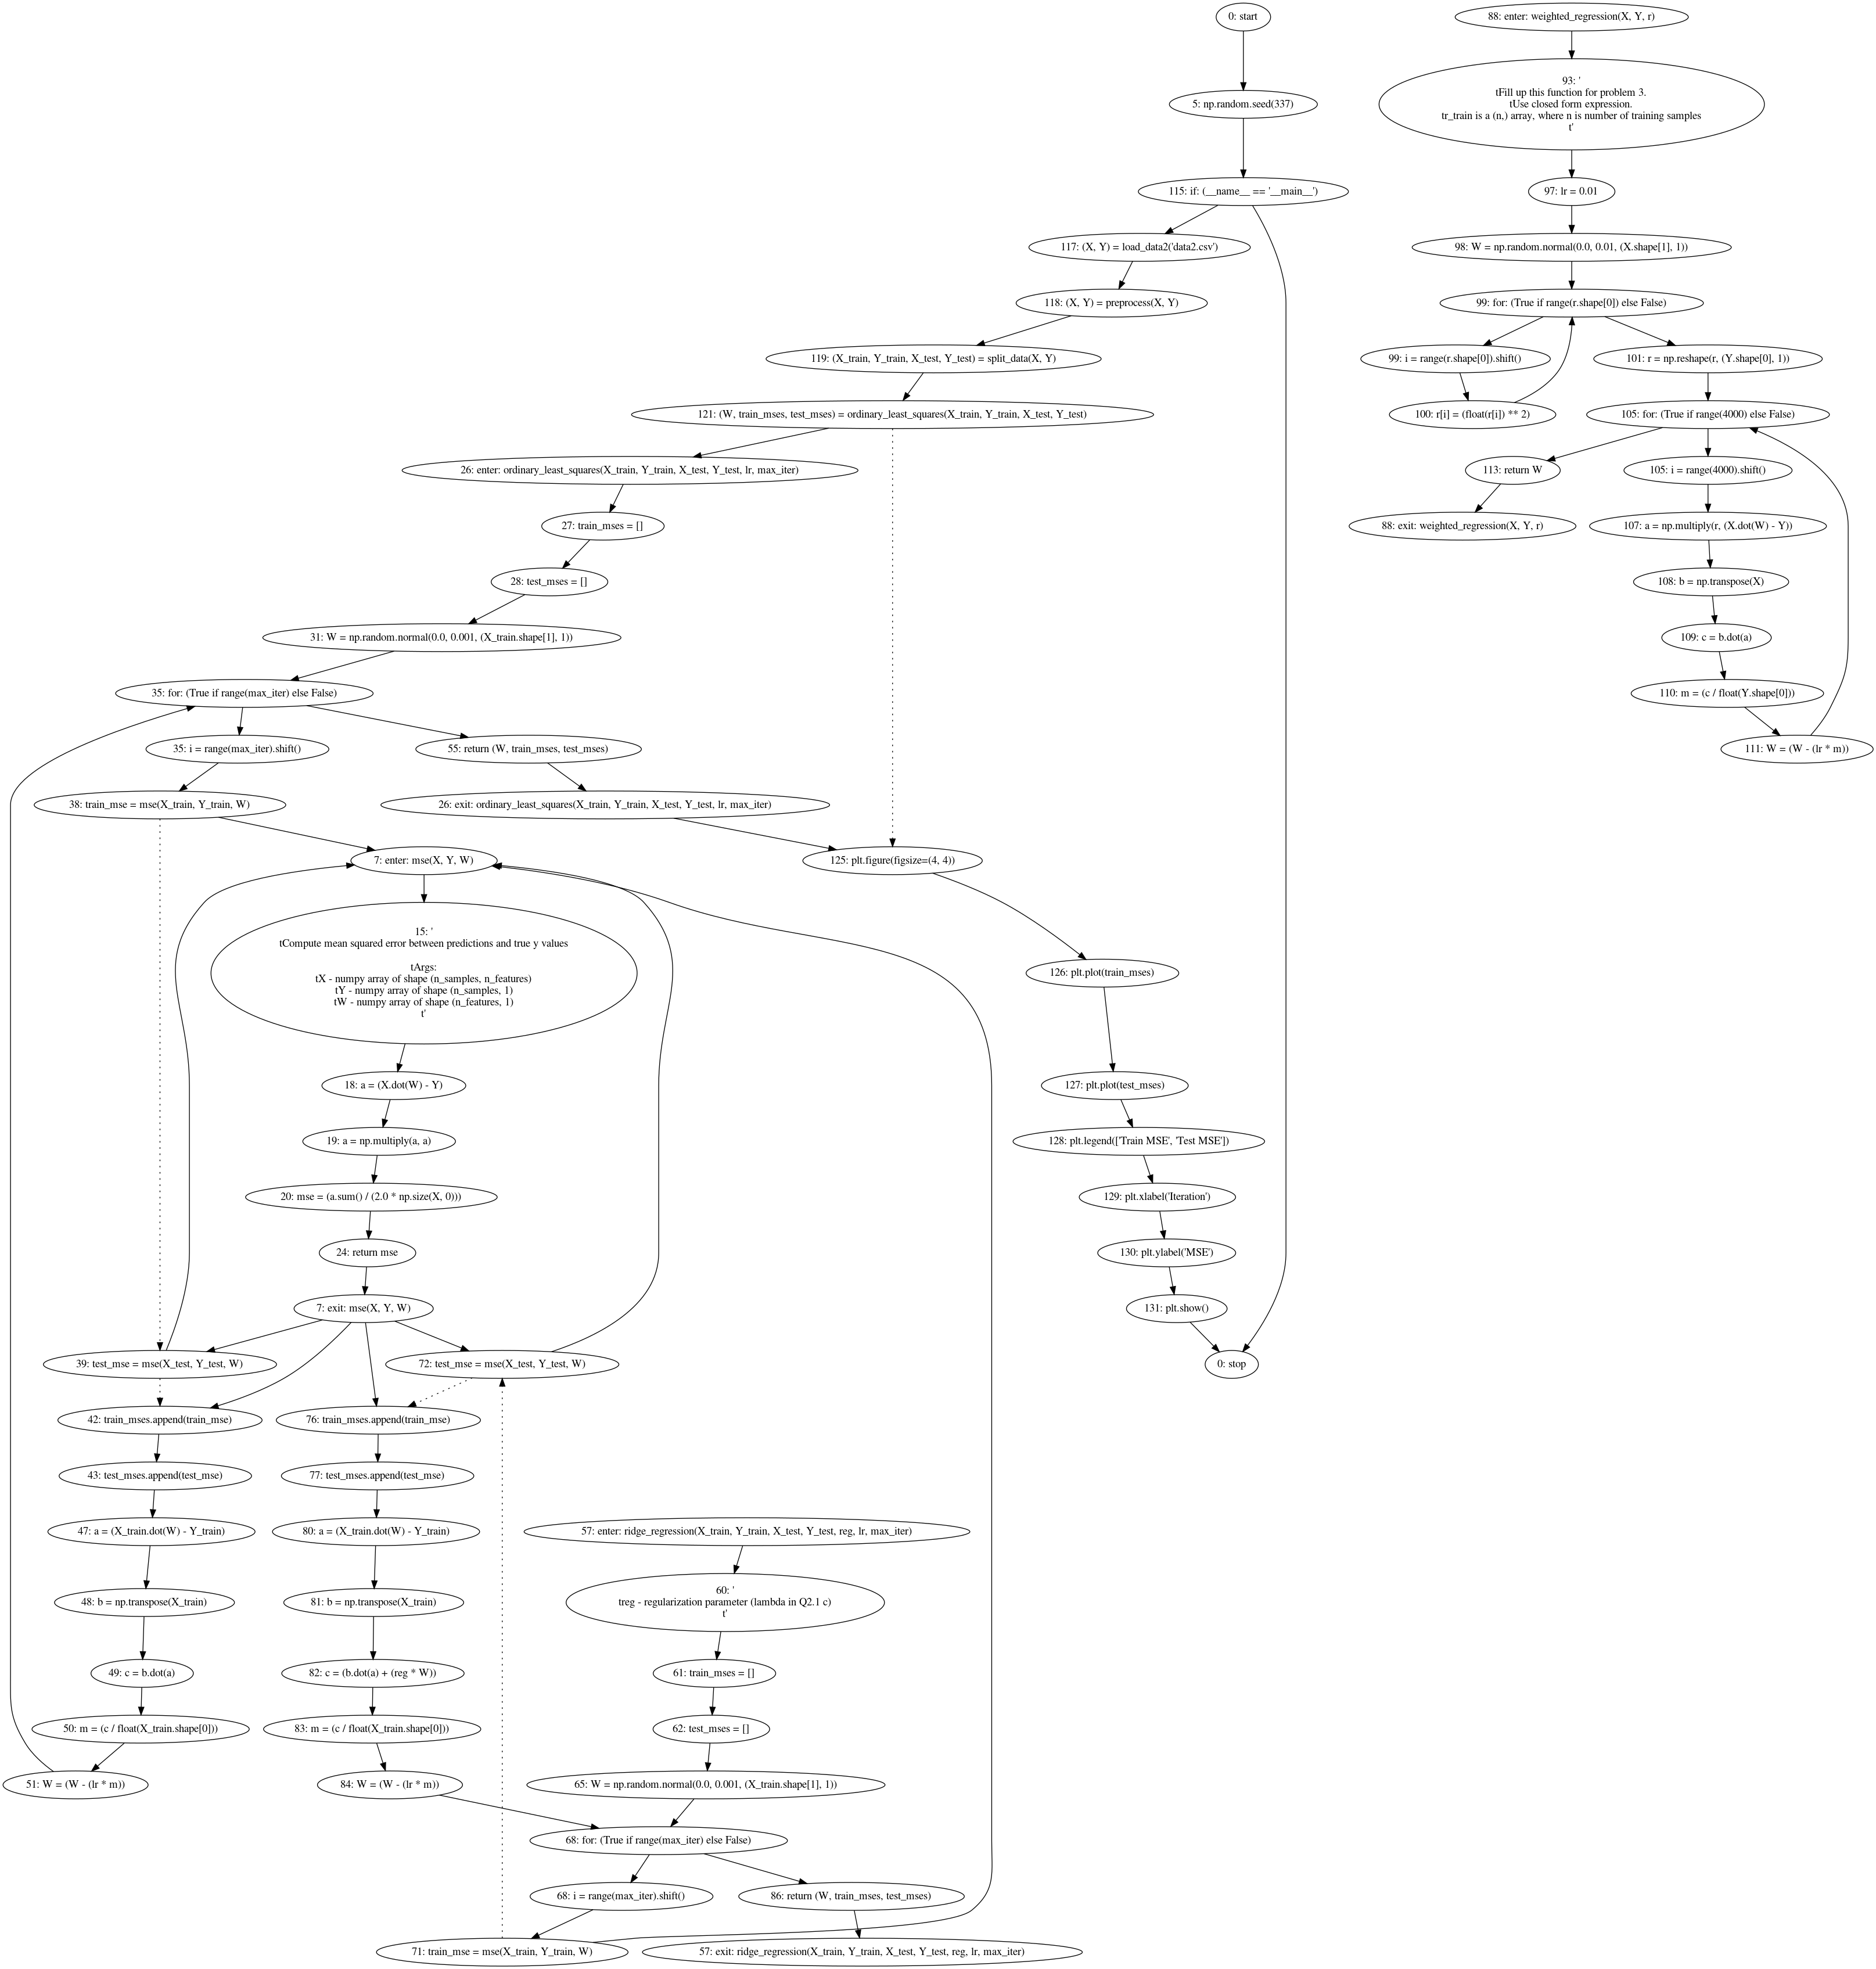 0: start
5: np.random.seed(337)
115: if: (__name__ == '__main__')
117: (X, Y) = load_data2('data2.csv')
118: (X, Y) = preprocess(X, Y)
119: (X_train, Y_train, X_test, Y_test) = split_data(X, Y)
121: (W, train_mses, test_mses) = ordinary_least_squares(X_train, Y_train, X_test, Y_test)
26: enter: ordinary_least_squares(X_train, Y_train, X_test, Y_test, lr, max_iter)
27: train_mses = []
28: test_mses = []
31: W = np.random.normal(0.0, 0.001, (X_train.shape[1], 1))
35: for: (True if range(max_iter) else False)
35: i = range(max_iter).shift()
55: return (W, train_mses, test_mses)
38: train_mse = mse(X_train, Y_train, W)
26: exit: ordinary_least_squares(X_train, Y_train, X_test, Y_test, lr, max_iter)
7: enter: mse(X, Y, W)
125: plt.figure(figsize=(4, 4))
15: '
tCompute mean squared error between predictions and true y values
tArgs:
tX - numpy array of shape (n_samples, n_features)
tY - numpy array of shape (n_samples, 1)
tW - numpy array of shape (n_features, 1)
t'
126: plt.plot(train_mses)
18: a = (X.dot(W) - Y)
127: plt.plot(test_mses)
19: a = np.multiply(a, a)
128: plt.legend(['Train MSE', 'Test MSE'])
20: mse = (a.sum() / (2.0 * np.size(X, 0)))
129: plt.xlabel('Iteration')
24: return mse
130: plt.ylabel('MSE')
7: exit: mse(X, Y, W)
131: plt.show()
39: test_mse = mse(X_test, Y_test, W)
72: test_mse = mse(X_test, Y_test, W)
0: stop
42: train_mses.append(train_mse)
76: train_mses.append(train_mse)
43: test_mses.append(test_mse)
77: test_mses.append(test_mse)
47: a = (X_train.dot(W) - Y_train)
80: a = (X_train.dot(W) - Y_train)
57: enter: ridge_regression(X_train, Y_train, X_test, Y_test, reg, lr, max_iter)
48: b = np.transpose(X_train)
81: b = np.transpose(X_train)
60: '
treg - regularization parameter (lambda in Q2.1 c)
t'
49: c = b.dot(a)
82: c = (b.dot(a) + (reg * W))
61: train_mses = []
50: m = (c / float(X_train.shape[0]))
83: m = (c / float(X_train.shape[0]))
62: test_mses = []
51: W = (W - (lr * m))
84: W = (W - (lr * m))
65: W = np.random.normal(0.0, 0.001, (X_train.shape[1], 1))
68: for: (True if range(max_iter) else False)
68: i = range(max_iter).shift()
86: return (W, train_mses, test_mses)
71: train_mse = mse(X_train, Y_train, W)
57: exit: ridge_regression(X_train, Y_train, X_test, Y_test, reg, lr, max_iter)
88: enter: weighted_regression(X, Y, r)
93: '
tFill up this function for problem 3.
tUse closed form expression.
tr_train is a (n,) array, where n is number of training samples
t'
97: lr = 0.01
98: W = np.random.normal(0.0, 0.01, (X.shape[1], 1))
99: for: (True if range(r.shape[0]) else False)
99: i = range(r.shape[0]).shift()
101: r = np.reshape(r, (Y.shape[0], 1))
100: r[i] = (float(r[i]) ** 2)
105: for: (True if range(4000) else False)
113: return W
105: i = range(4000).shift()
88: exit: weighted_regression(X, Y, r)
107: a = np.multiply(r, (X.dot(W) - Y))
108: b = np.transpose(X)
109: c = b.dot(a)
110: m = (c / float(Y.shape[0]))
111: W = (W - (lr * m))